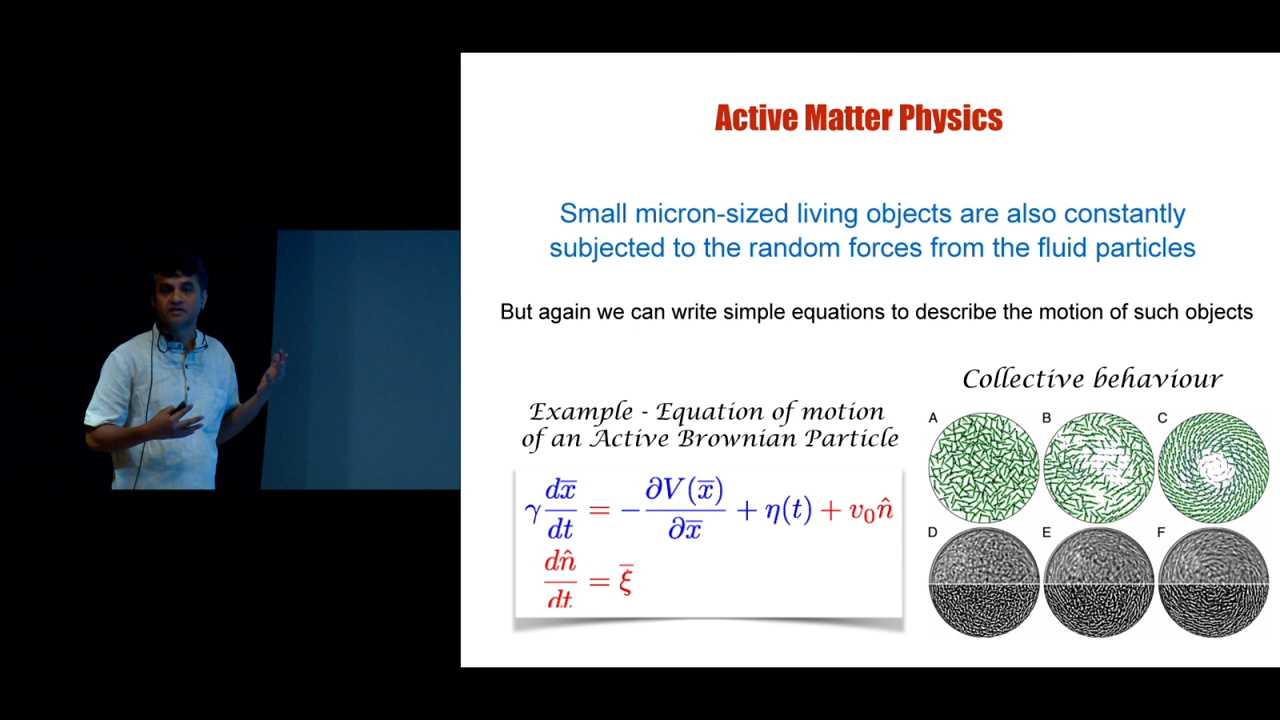 Active Matter Physics
Small micron-sized living objects are also constantly
subjected to the random forces from the fluid particles
But again we can write simple equations to describe the motion of such objects
Collective behaviour
Example - Equation of motion
of an Active Brownian Particle
γ dx̅/dt = −∂V(x̅)/∂x̅ + η(t) + v₀n̂
dn̂/dt = ξ̅
A B C
D E F